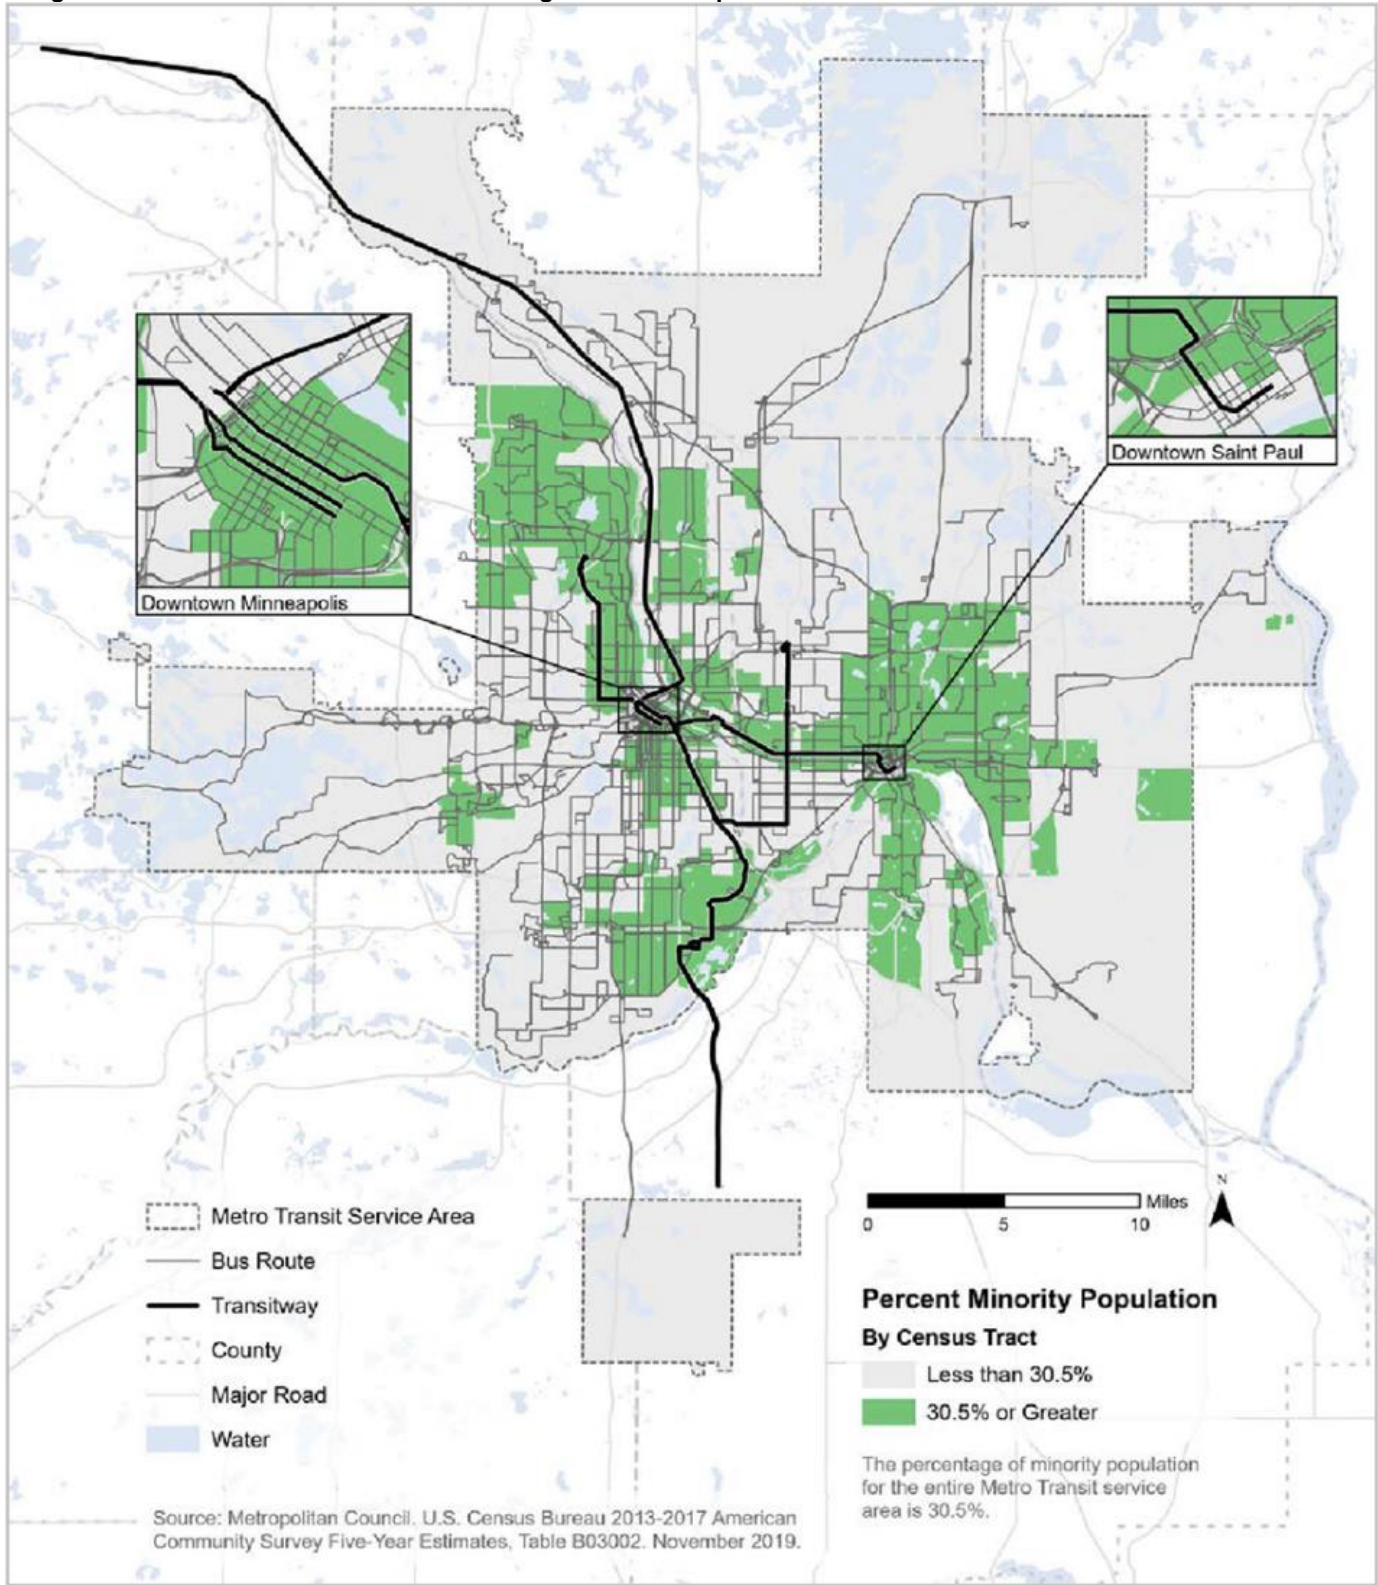 Downtown Saint Paul
Downtown Minneapolis
Metro Transit Service Area
Bus Route
Transitway
County
Major Road
Water
Miles
0 5 10
N
Percent Minority Population
By Census Tract
Less than 30.5%
30.5% or Greater
The percentage of minority population
for the entire Metro Transit service
area is 30.5%.
Source: Metropolitan Council. U.S. Census Bureau 2013-2017 American
Community Survey Five-Year Estimates, Table B03002. November 2019.